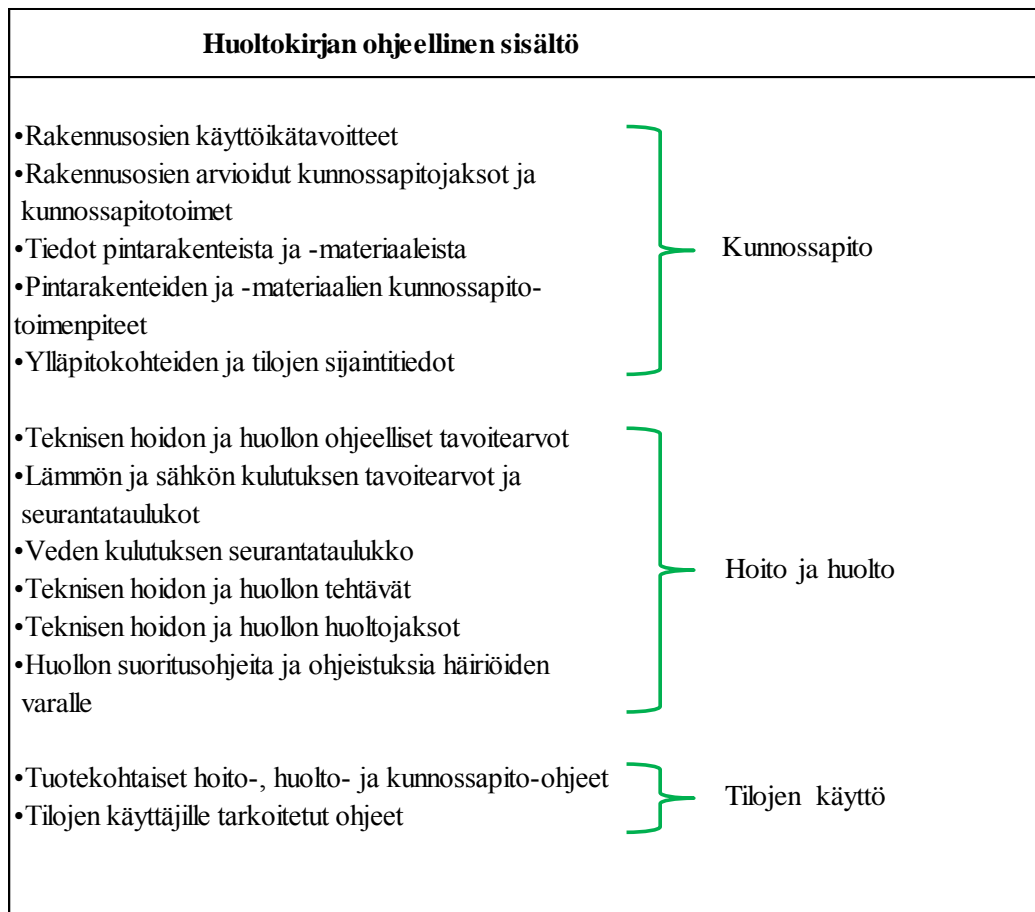 Huoltokirjan ohjeellinen sisältö
•Rakennusosien käyttöikätavoitteet
•Rakennusosien arvioidut kunnossapitojaksot ja
kunnossapitotoimet
•Tiedot pintarakenteista ja -materiaaleista
•Pintarakenteiden ja -materiaalien kunnossapito-
toimenpiteet
•Ylläpitokohteiden ja tilojen sijaintitiedot
Kunnossapito
•Teknisen hoidon ja huollon ohjeelliset tavoitearvot
•Lämmön ja sähkön kulutuksen tavoitearvot ja
seurantataulukot
•Veden kulutuksen seurantataulukko
•Teknisen hoidon ja huollon tehtävät
•Teknisen hoidon ja huollon huoltojaksot
•Huollon suoritusohjeita ja ohjeistuksia häiriöiden
varalle
Hoito ja huolto
•Tuotekohtaiset hoito-, huolto- ja kunnossapito-ohjeet
•Tilojen käyttäjille tarkoitetut ohjeet
Tilojen käyttö